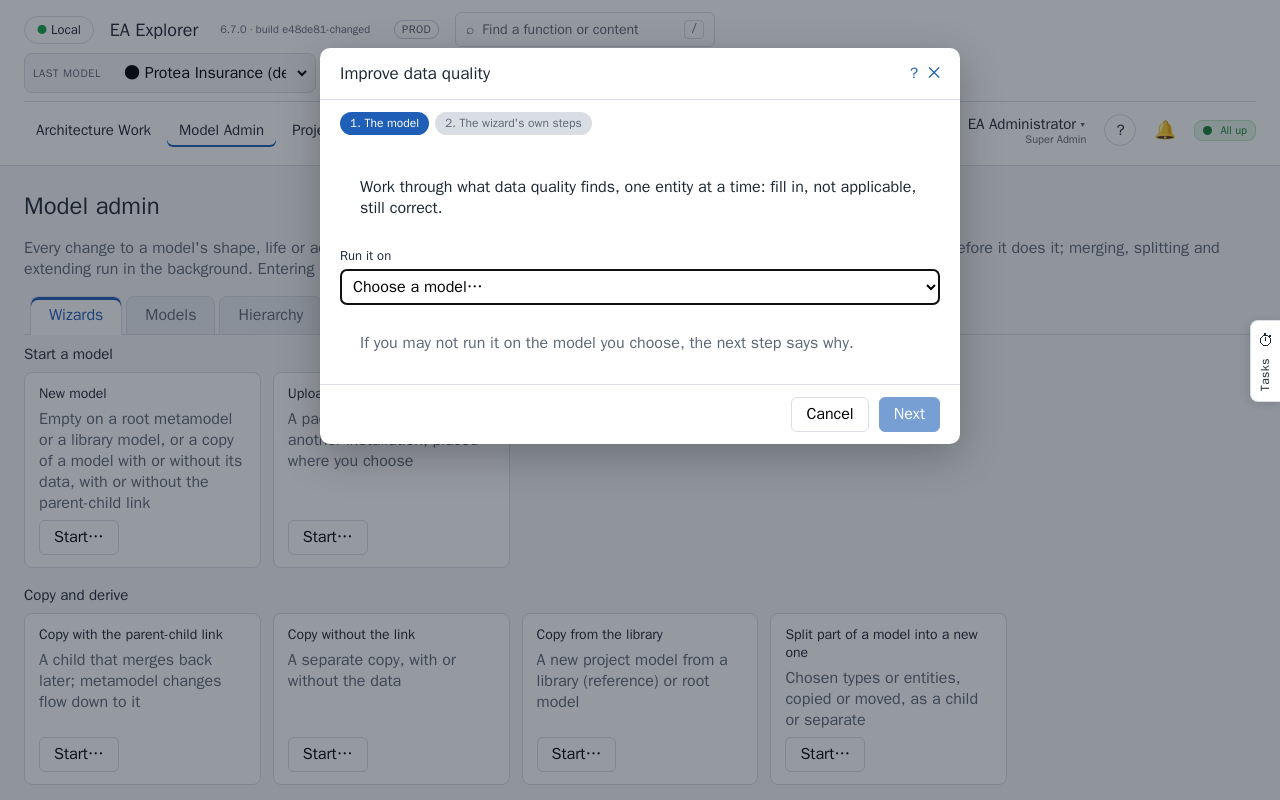 Local
EA Explorer
6.7.0 · build e48de81-changed
PROD
Find a function or content
/
LAST MODEL
Protea Insurance (de
Improve data quality
?
1. The model
2. The wizard's own steps
Architecture Work
Model Admin
Proje
EA Administrator
Super Admin
?
All up
Work through what data quality finds, one entity at a time: fill in, not applicable,
still correct.
Model admin
Every change to a model's shape, life or a
efore it does it; merging, splitting and
extending run in the background. Entering
Run it on
Choose a model…
Wizards
Models
Hierarchy
If you may not run it on the model you choose, the next step says why.
Tasks
Start a model
Cancel
Next
New model
Empty on a root metamodel
or a library model, or a copy
of a model with or without its
data, with or without the
parent-child link
Start…
Uploa
A pa
another installation, placed
where you choose
Start…
Copy and derive
Copy with the parent-child link
A child that merges back
later; metamodel changes
flow down to it
Start…
Copy without the link
A separate copy, with or
without the data
Start…
Copy from the library
A new project model from a
library (reference) or root
model
Start…
Split part of a model into a new
one
Chosen types or entities,
copied or moved, as a child
or separate
Start…